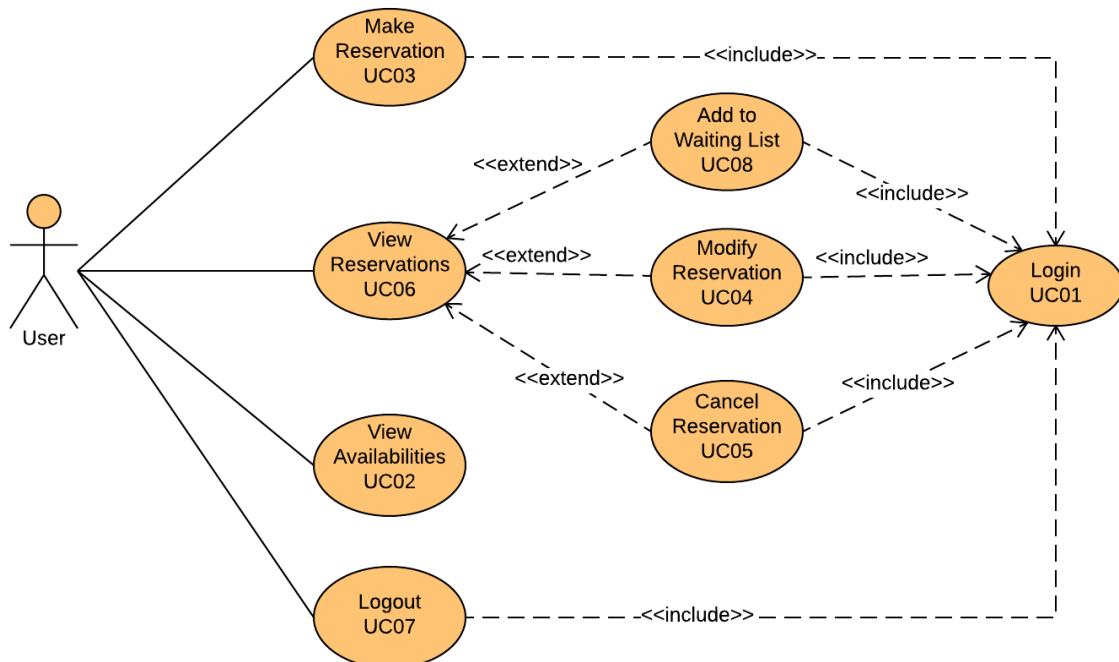 Make
Reservation
UC03
<<include>>
Add to
Waiting List
UC08
<<extend>>
<<include>>
View
Reservations
UC06
<<extend>>
Modify
Reservation
UC04
<<include>>
Login
UC01
User
<<extend>>
Cancel
Reservation
UC05
<<include>>
View
Availabilities
UC02
Logout
UC07
<<include>>